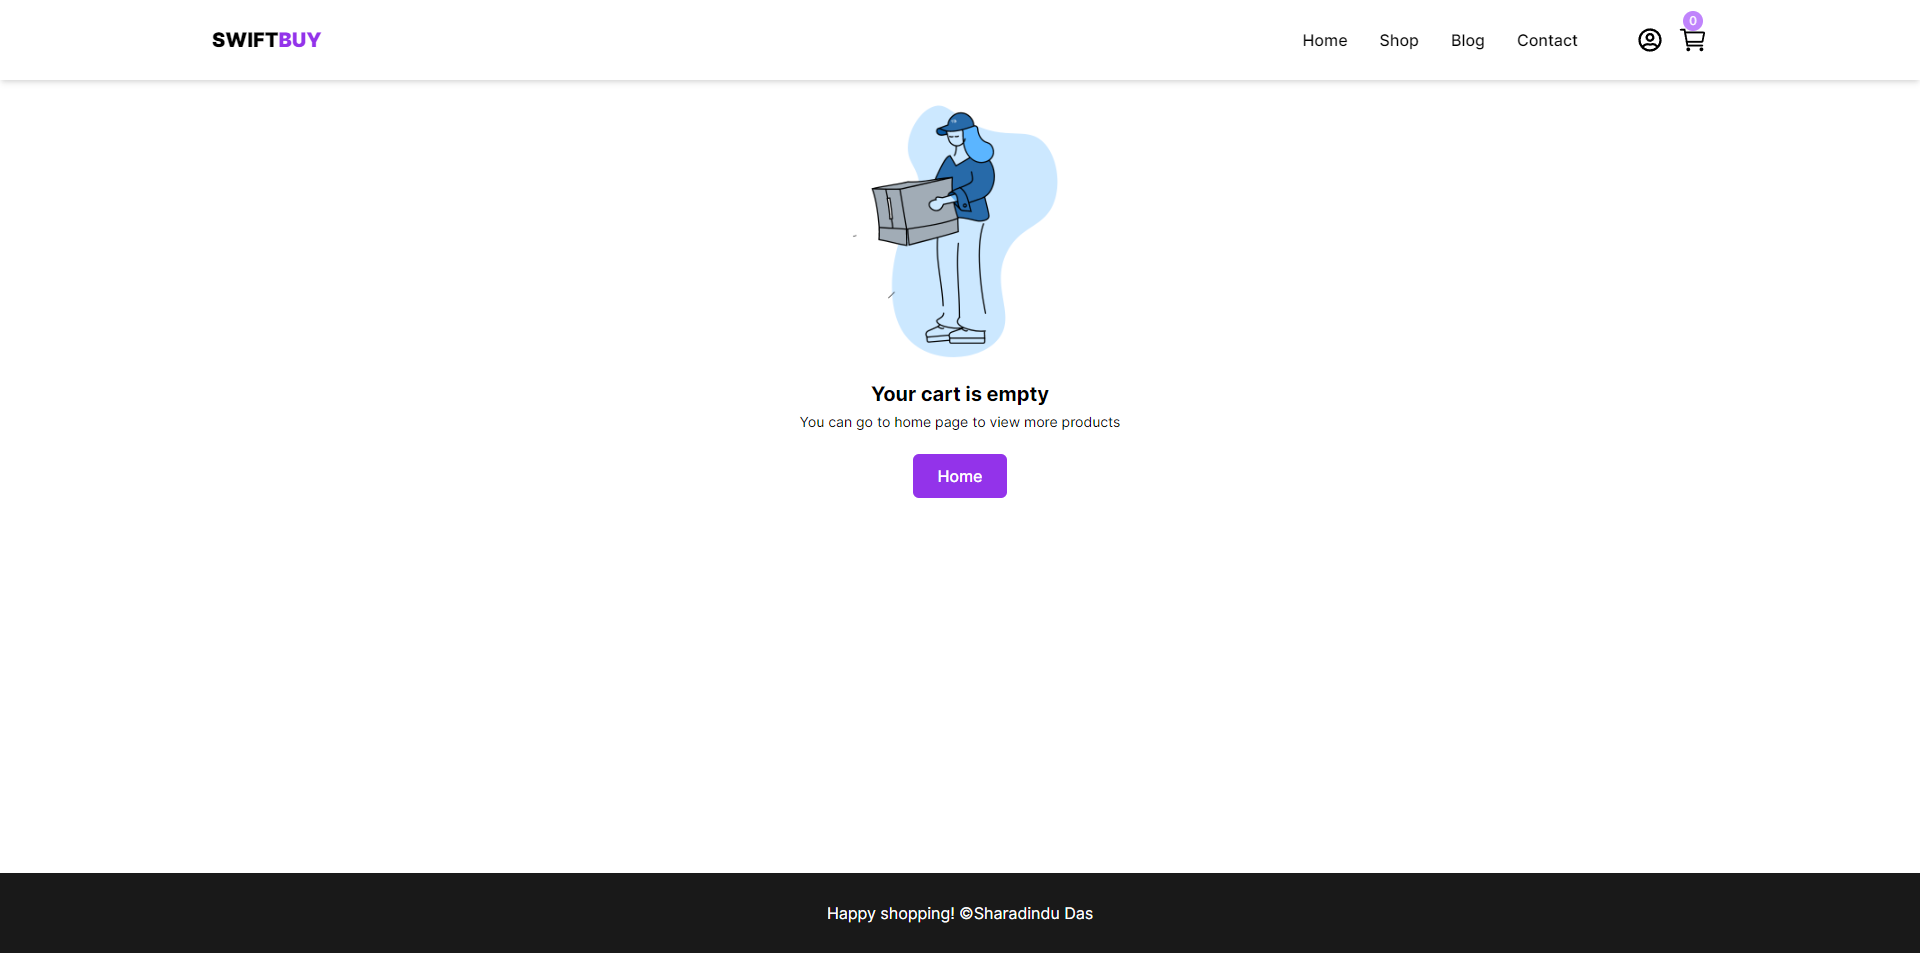 SWIFTBUY
Home Shop Blog Contact 0
Your cart is empty
You can go to home page to view more products
Home
Happy shopping! ©Sharadindu Das